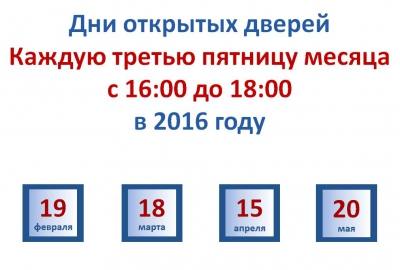 Дни открытых дверей
Каждую третью пятницу месяца
с 16:00 до 18:00
в 2016 году
19
февраля
18
марта
15
апреля
20
мая